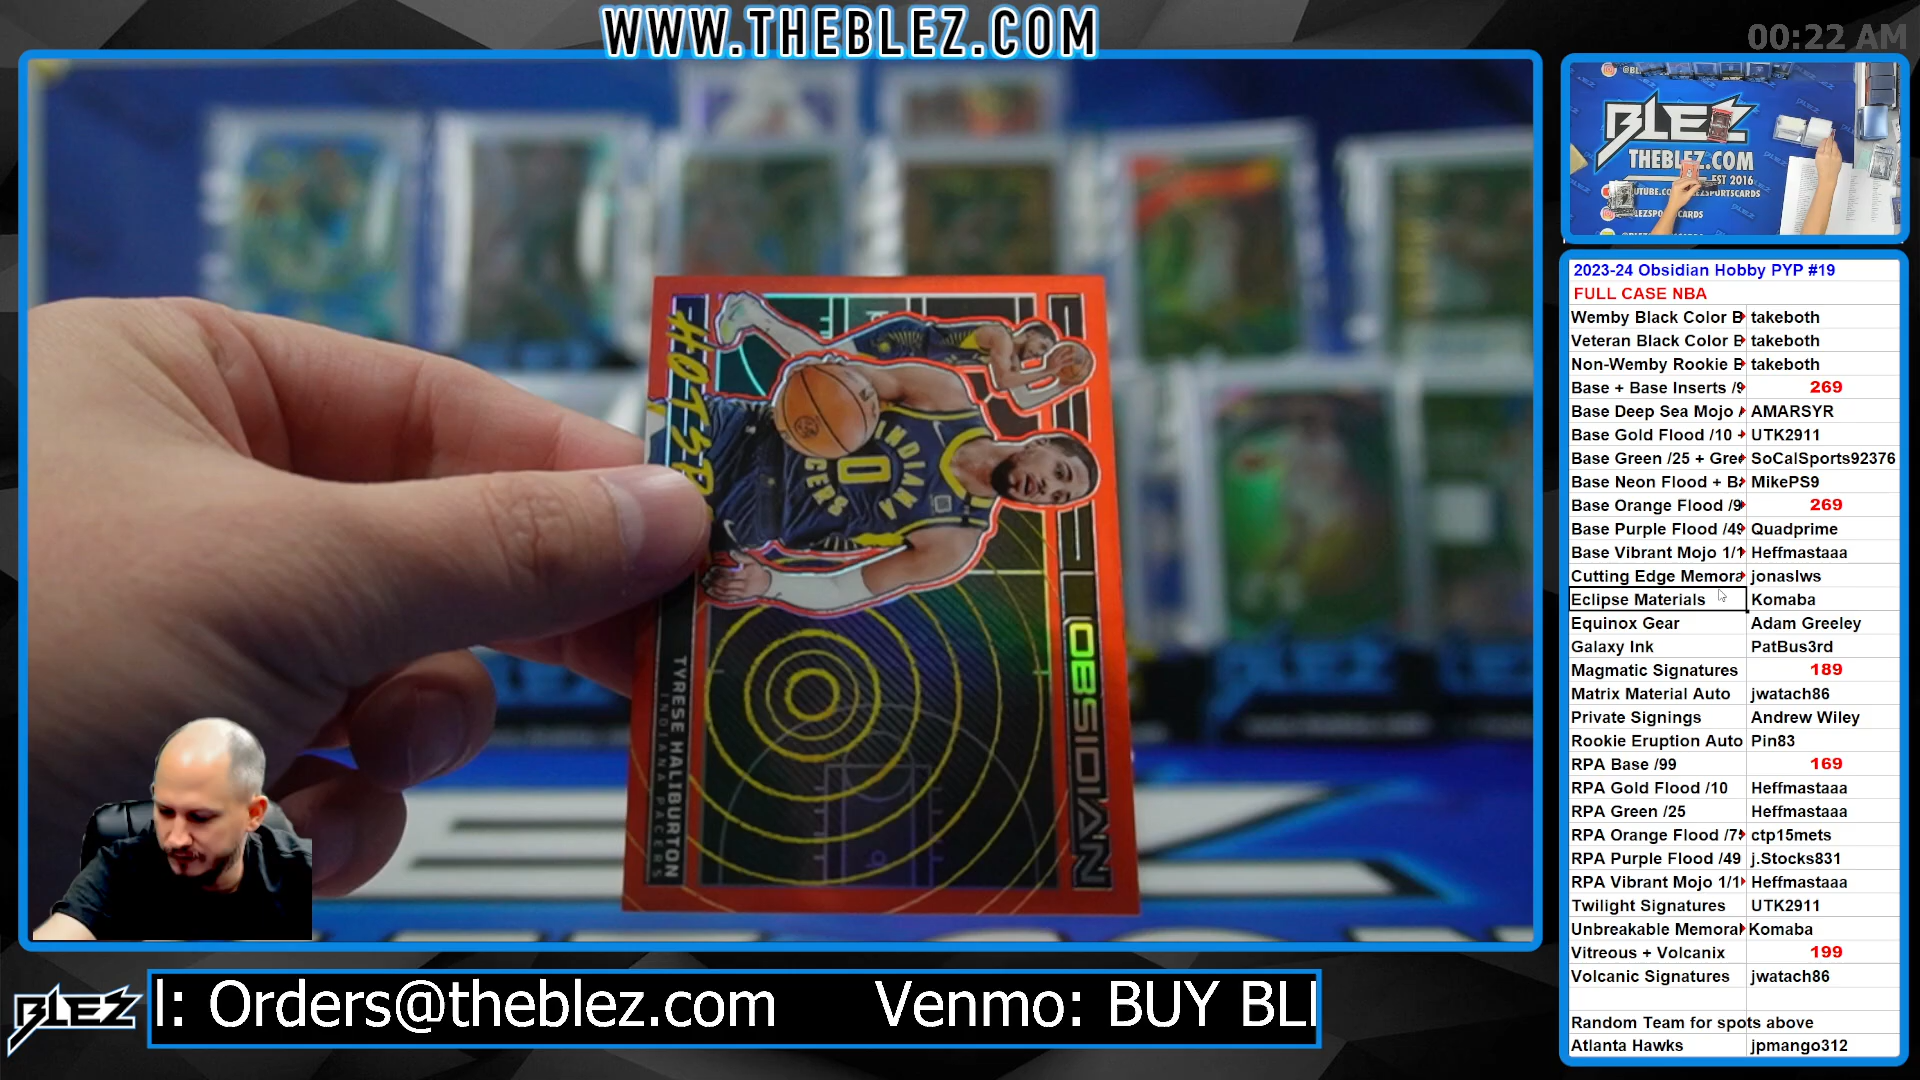 WWW.THEBLEZ.COM
00:22 AM
BLEZ
THEBLEZ.COM
EST 2016
HOT SP
INDIANA
PACERS
0
OBSIDIAN
TYRESE HALIBURTON
INDIANA PACERS
2023-24 Obsidian Hobby PYP #19
FULL CASE NBA
Wemby Black Color B takeboth
Veteran Black Color B takeboth
Non-Wemby Rookie B takeboth
Base + Base Inserts /9 269
Base Deep Sea Mojo / AMARSYR
Base Gold Flood /10 + UTK2911
Base Green /25 + Gre SoCalSports92376
Base Neon Flood + B MikePS9
Base Orange Flood /9 269
Base Purple Flood /49 Quadprime
Base Vibrant Mojo 1/1 Heffmastaaa
Cutting Edge Memora jonaslws
Eclipse Materials Komaba
Equinox Gear Adam Greeley
Galaxy Ink PatBus3rd
Magmatic Signatures 189
Matrix Material Auto jwatach86
Private Signings Andrew Wiley
Rookie Eruption Auto Pin83
RPA Base /99 169
RPA Gold Flood /10 Heffmastaaa
RPA Green /25 Heffmastaaa
RPA Orange Flood /7 ctp15mets
RPA Purple Flood /49 j.Stocks831
RPA Vibrant Mojo 1/1 Heffmastaaa
Twilight Signatures UTK2911
Unbreakable Memora Komaba
Vitreous + Volcanix 199
Volcanic Signatures jwatach86
Random Team for spots above
Atlanta Hawks jpmango312
BLEZ
l: Orders@theblez.com Venmo: BUY BL